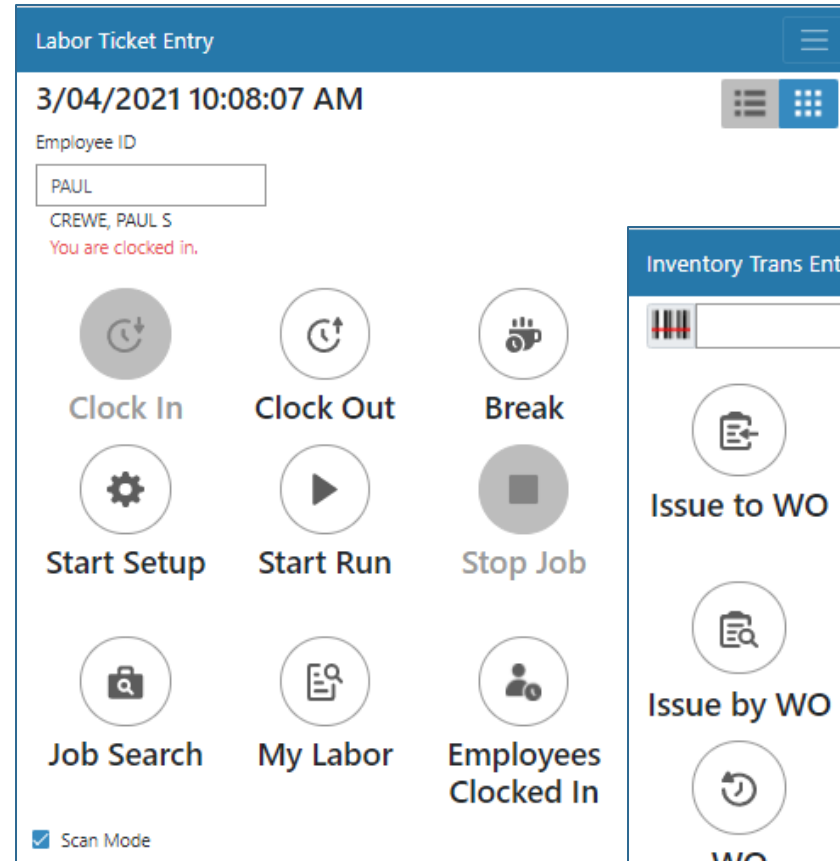 Labor Ticket Entry
3/04/2021 10:08:07 AM
Employee ID
PAUL
CREWE, PAUL S
You are clocked in.
Clock In
Clock Out
Break
Start Setup
Start Run
Stop Job
Job Search
My Labor
Employees
Clocked In
Scan Mode
Inventory Trans Ent
Issue to WO
Issue by WO
WO